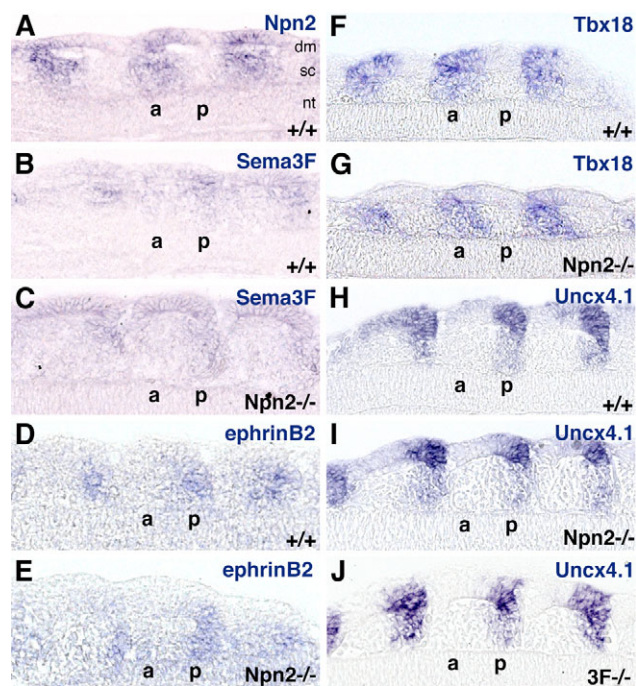 A
Npn2
dm
sc
nt
a p
+/+
B
Sema3F
a p
+/+
C
Sema3F
a p
Npn2-/-
D
ephrinB2
a p
+/+
E
ephrinB2
a p
Npn2-/-
F
Tbx18
a p
+/+
G
Tbx18
a p
Npn2-/-
H
Uncx4.1
a p
+/+
I
Uncx4.1
a p
Npn2-/-
J
Uncx4.1
a p
3F-/-